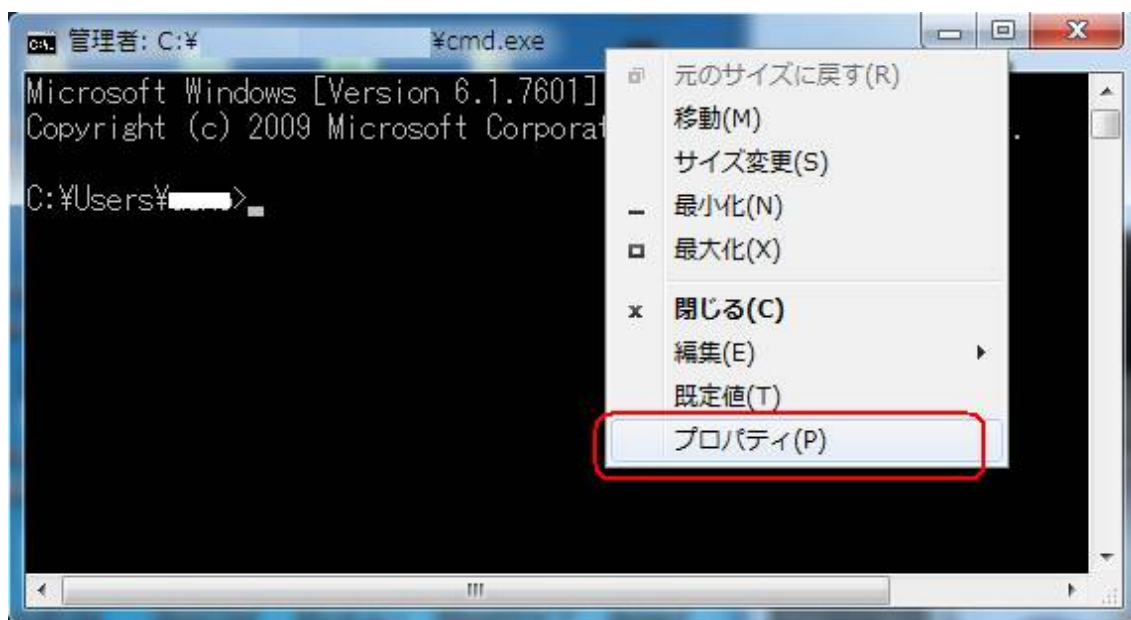 管理者: C:¥ ¥cmd.exe
Microsoft Windows [Version 6.1.7601]
Copyright (c) 2009 Microsoft .
C:¥Users¥ >
元のサイズに戻す(R)
移動(M)
サイズ変更(S)
最小化(N)
最大化(X)
閉じる(C)
編集(E)
既定値(T)
プロパティ(P)